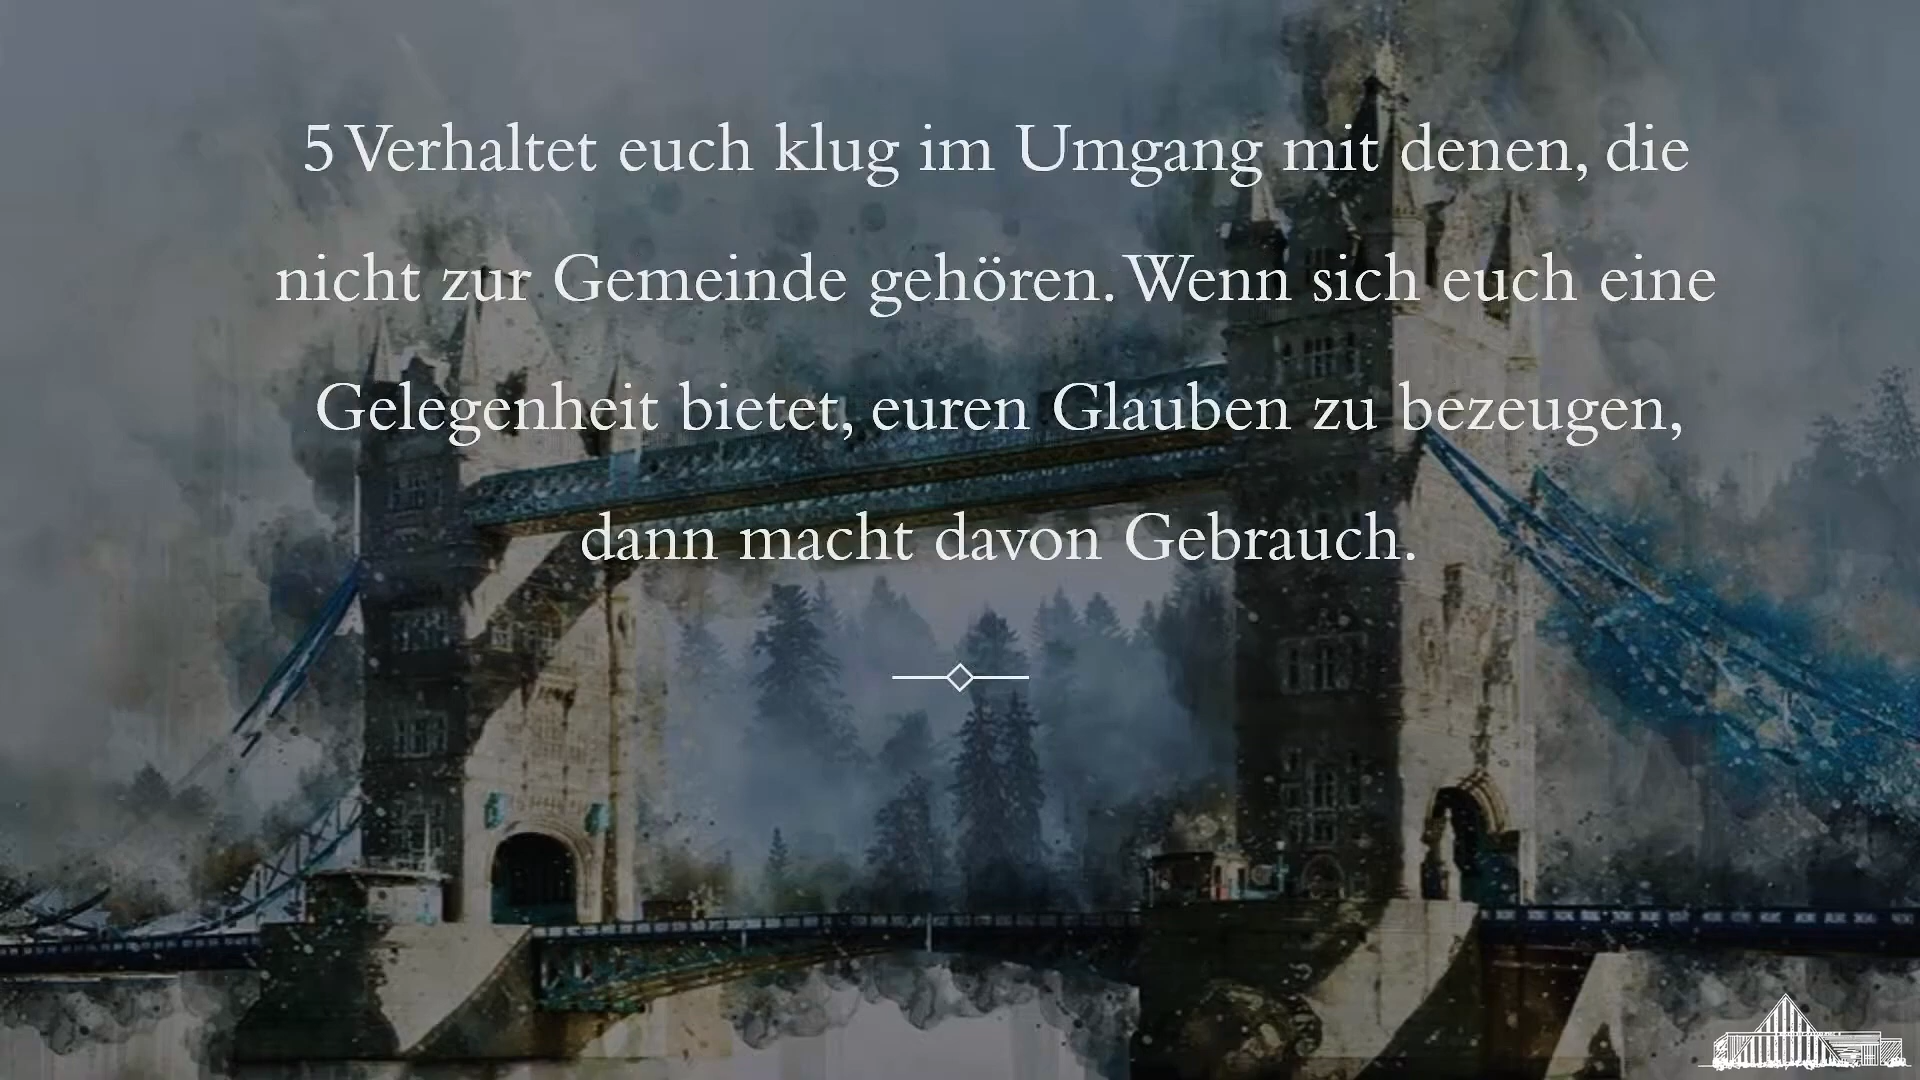 5 Verhaltet euch klug im Umgang mit denen, die
nicht zur Gemeinde gehören. Wenn sich euch eine
Gelegenheit bietet, euren Glauben zu bezeugen,
dann macht davon Gebrauch.